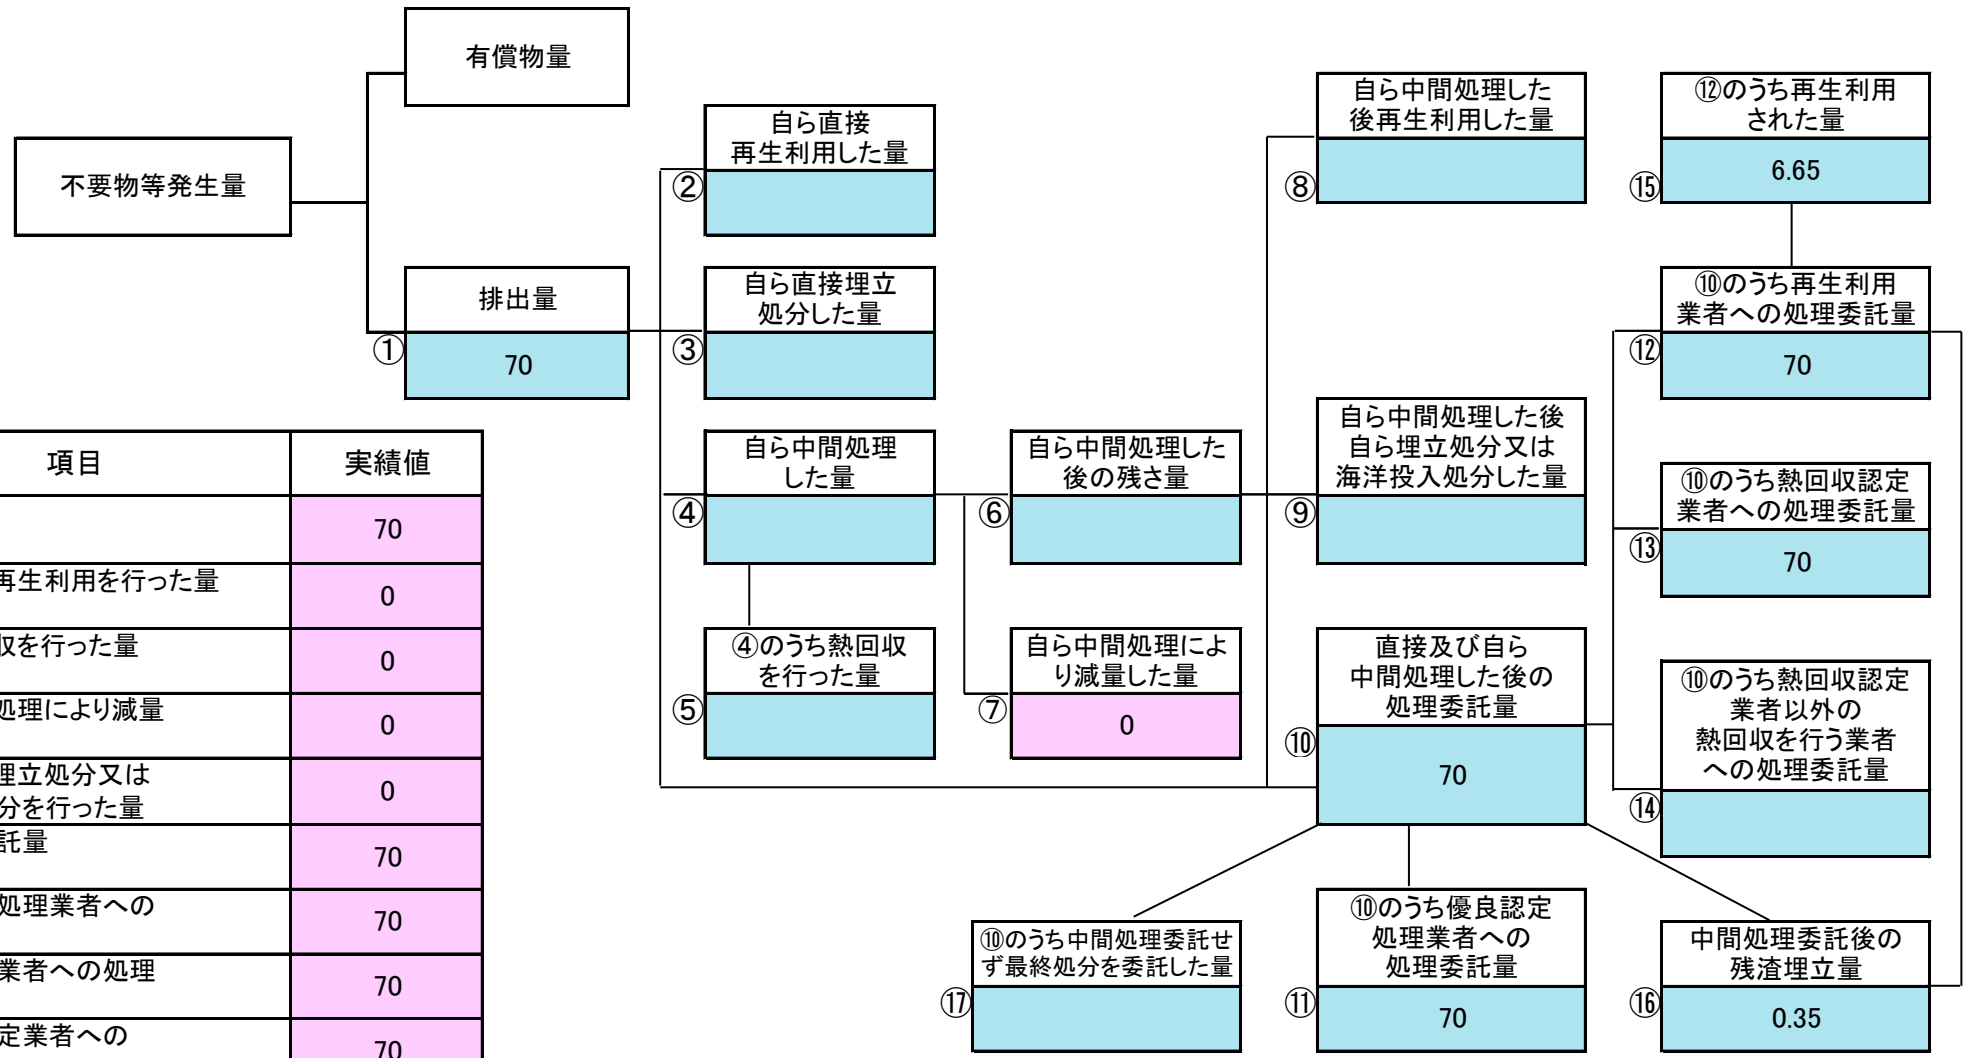 有償物量
不要物等発生量
排出量
①
70
自ら直接
再生利用した量
②
自ら直接埋立
処分した量
③
自ら中間処理
した量
④
④のうち熱回収
を行った量
⑤
自ら中間処理した
後の残さ量
⑥
自ら中間処理によ
り減量した量
⑦
0
自ら中間処理した
後再生利用した量
⑧
自ら中間処理した後
自ら埋立処分又は
海洋投入処分した量
⑨
直接及び自ら
中間処理した後の
処理委託量
⑩
70
⑩のうち優良認定
処理業者への
処理委託量
⑪
70
⑩のうち中間処理委託せ
ず最終処分を委託した量
⑰
⑫のうち再生利用
された量
⑮
6.65
⑩のうち再生利用
業者への処理委託量
⑫
70
⑩のうち熱回収認定
業者への処理委託量
⑬
70
⑩のうち熱回収認定
業者以外の
熱回収を行う業者
への処理委託量
⑭
中間処理委託後の
残渣埋立量
⑯
0.35
項目
実績値
70
再生利用を行った量
0
収を行った量
0
処理により減量
0
埋立処分又は
分を行った量
0
託量
70
処理業者への
70
業者への処理
70
定業者への
70